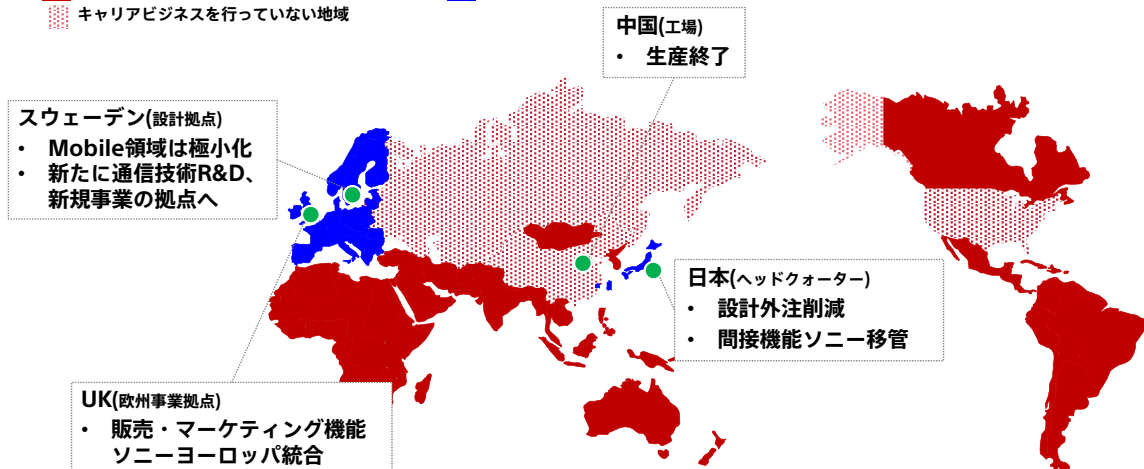 キャリアビジネスを行っていない地域
中国(工場)
• 生産終了
スウェーデン(設計拠点)
• Mobile領域は極小化
• 新たに通信技術R&D、
新規事業の拠点へ
日本(ヘッドクォーター)
• 設計外注削減
• 間接機能ソニー移管
UK(欧州事業拠点)
• 販売・マーケティング機能
ソニーヨーロッパ統合